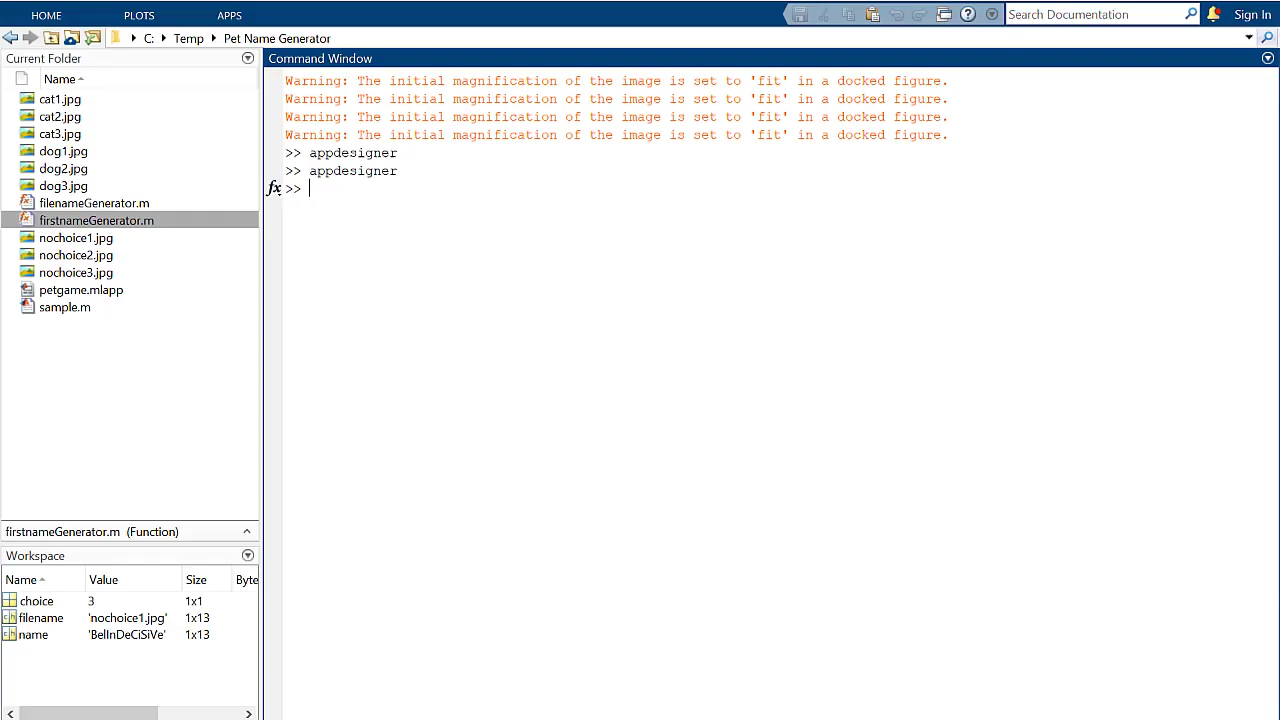 HOME PLOTS APPS Search Documentation Sign In
C: Temp Pet Name Generator
Current Folder
Name
cat1.jpg
cat2.jpg
cat3.jpg
dog1.jpg
dog2.jpg
dog3.jpg
filenameGenerator.m
firstnameGenerator.m
nochoice1.jpg
nochoice2.jpg
nochoice3.jpg
petgame.mlapp
sample.m
firstnameGenerator.m (Function)
Workspace
Name Value Size Byte
choice 3 1x1
filename 'nochoice1.jpg' 1x13
name 'BelInDeCiSiVe' 1x13
Command Window
Warning: The initial magnification of the image is set to 'fit' in a docked figure.
Warning: The initial magnification of the image is set to 'fit' in a docked figure.
Warning: The initial magnification of the image is set to 'fit' in a docked figure.
Warning: The initial magnification of the image is set to 'fit' in a docked figure.
>> appdesigner
>> appdesigner
fx >>